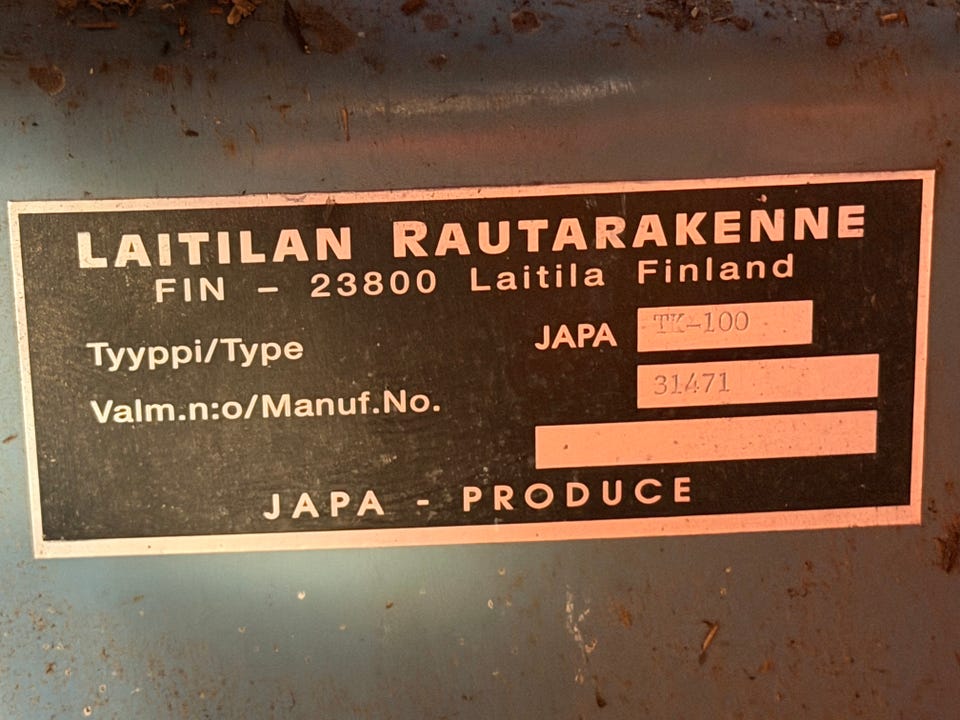 LAITILAN RAUTARAKENNE
FIN - 23800 Laitila Finland
Tyyppi/Type JAPA TK-100
Valm.n:o/Manuf.No. 31471
JAPA - PRODUCE